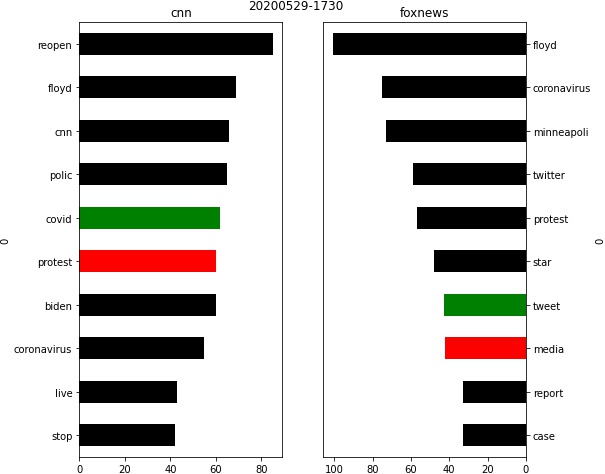 20200529-1730
cnn
reopen
floyd
cnn
polic
covid
protest
biden
coronavirus
live
stop
0 20 40 60 80
0
foxnews
floyd
coronavirus
minneapoli
twitter
protest
star
tweet
media
report
case
100 80 60 40 20 0
0